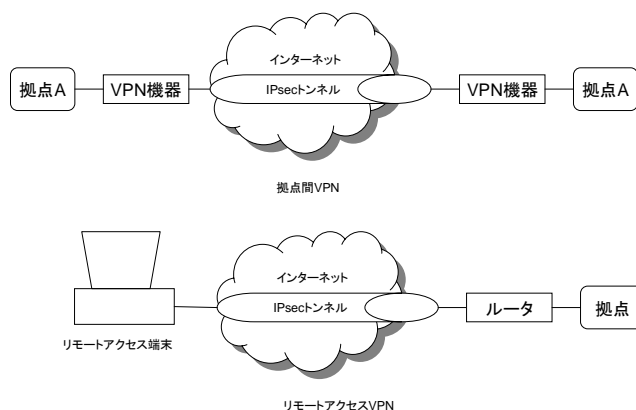 インターネット
拠点A
VPN機器
IPsecトンネル
VPN機器
拠点A
拠点間VPN
インターネット
IPsecトンネル
ルータ
拠点
リモートアクセス端末
リモートアクセスVPN